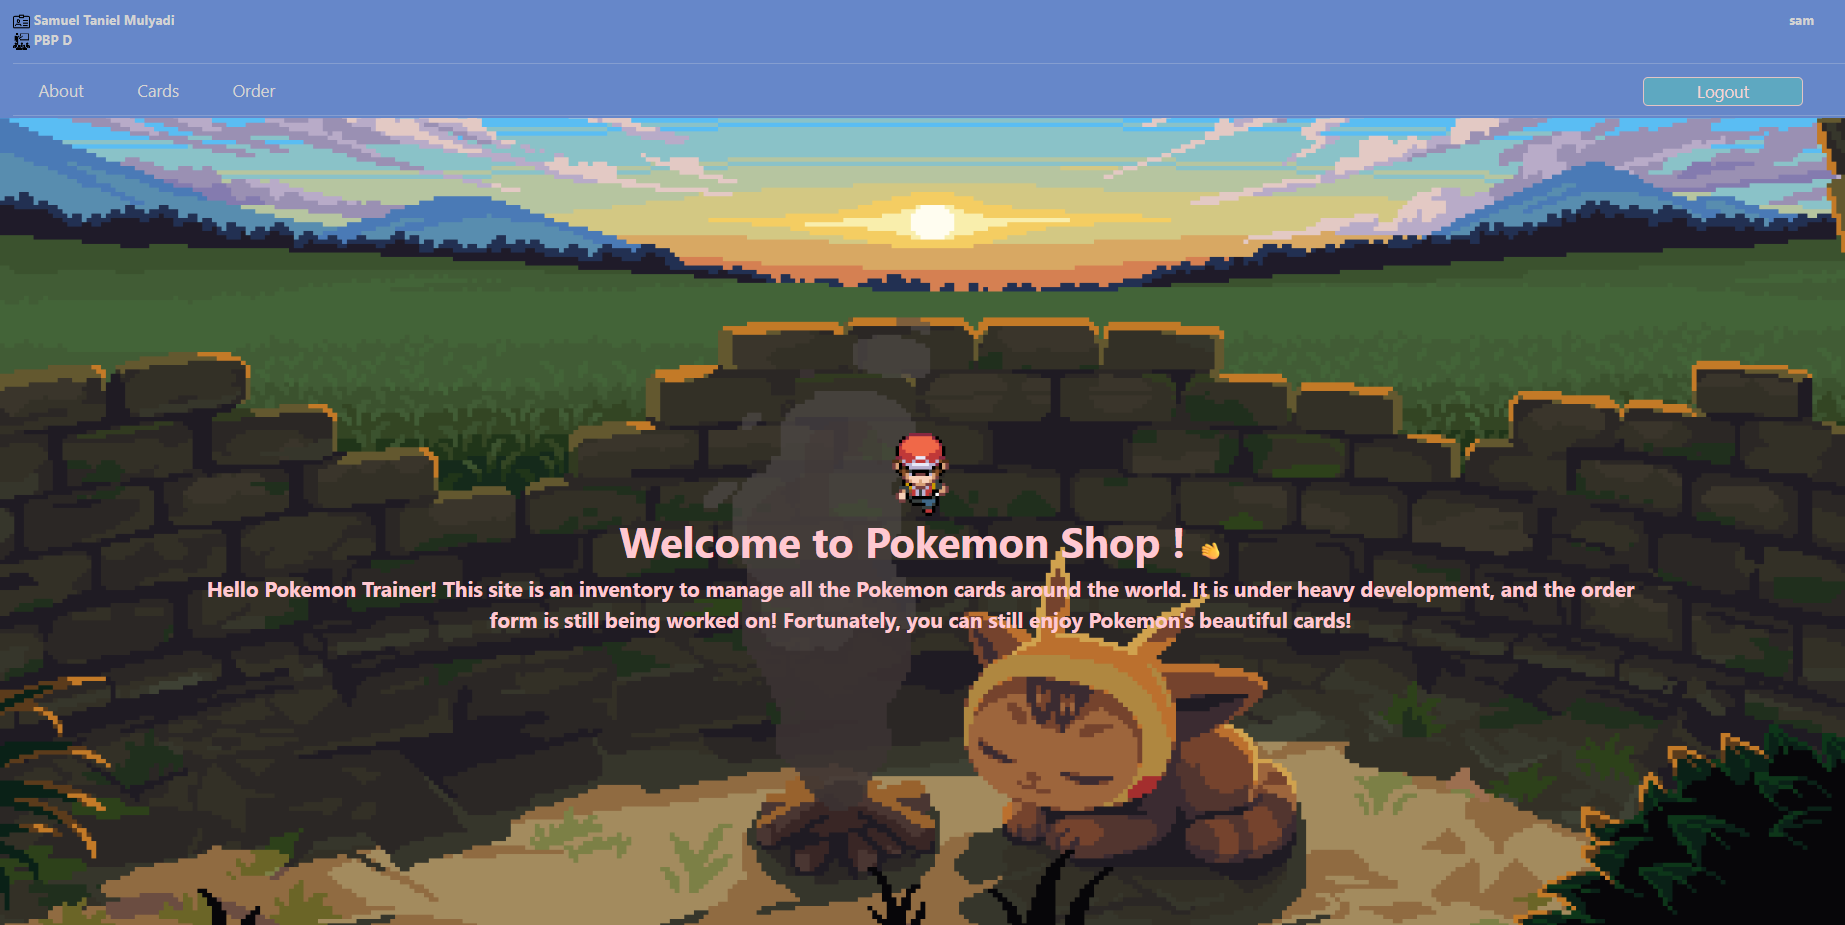 Samuel Taniel Mulyadi
sam
PBP D
About
Cards
Order
Logout
Welcome to Pokemon Shop ! 👏
Hello Pokemon Trainer! This site is an inventory to manage all the Pokemon cards around the world. It is under heavy development, and the order
form is still being worked on! Fortunately, you can still enjoy Pokemon's beautiful cards!